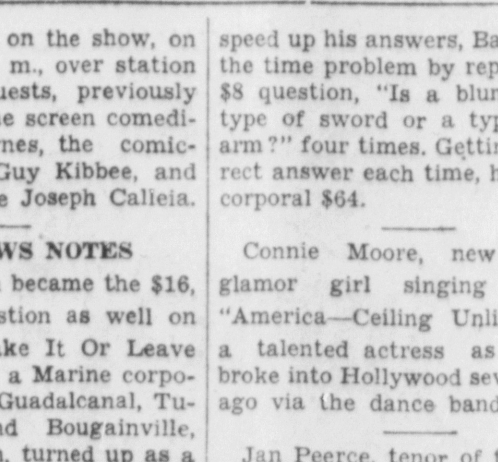 on the show, on
m., over station
uests, previously
e screen comedi-
nes, the comic-
Guy Kibbee, and
e Joseph Calieia.
WS NOTES
became the $16,
stion as well on
ake It Or Leave
a Marine corpo-
Guadalcanal, Tu-
nd Bougainville,
turned up as a
speed up his answers, Ba
the time problem by rep
$8 question, "Is a blun
type of sword or a typ
arm?" four times. Gettin
rect answer each time, h
corporal $64.
Connie Moore, new
glamor girl singing
"America—Ceiling Unli
a talented actress as
broke into Hollywood sev
ago via the dance band
Jan Peerce, tenor of